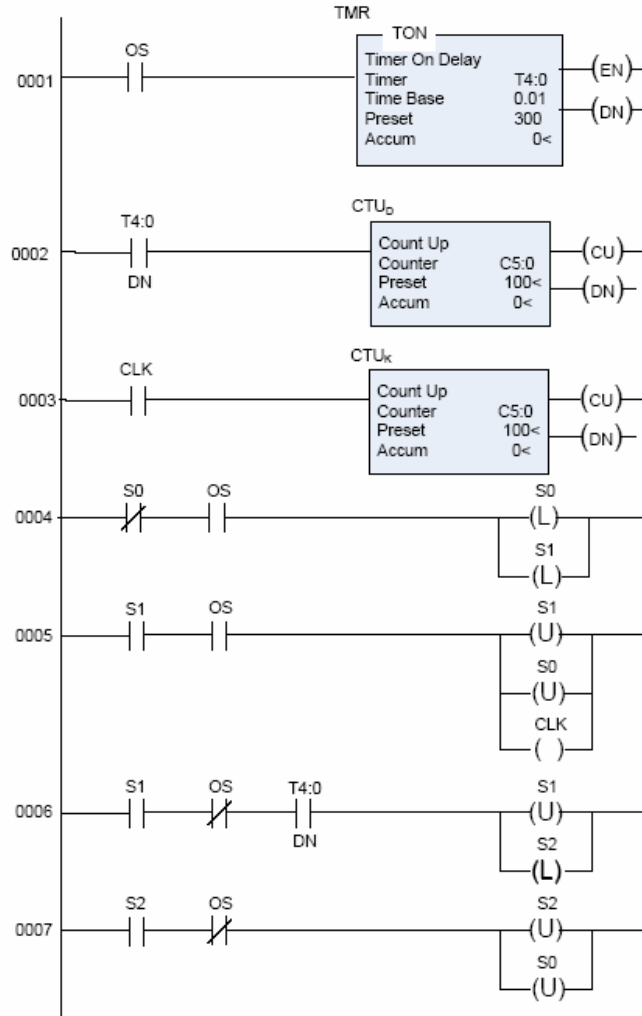 TMR
TON
OS
0001
Timer On Delay
Timer T4:0
Time Base 0.01
Preset 300
Accum 0<
(EN)
(DN)
CTU_D
T4:0
DN
0002
Count Up
Counter C5:0
Preset 100<
Accum 0<
(CU)
(DN)
CTU_K
CLK
0003
Count Up
Counter C5:0
Preset 100<
Accum 0<
(CU)
(DN)
S0 OS S0
0004 (L)
S1
(L)
S1 OS S1
0005 (U)
S0
(U)
CLK
( )
S1 OS T4:0 S1
0006 (U)
DN
S2
(L)
S2 OS S2
0007 (U)
S0
(U)